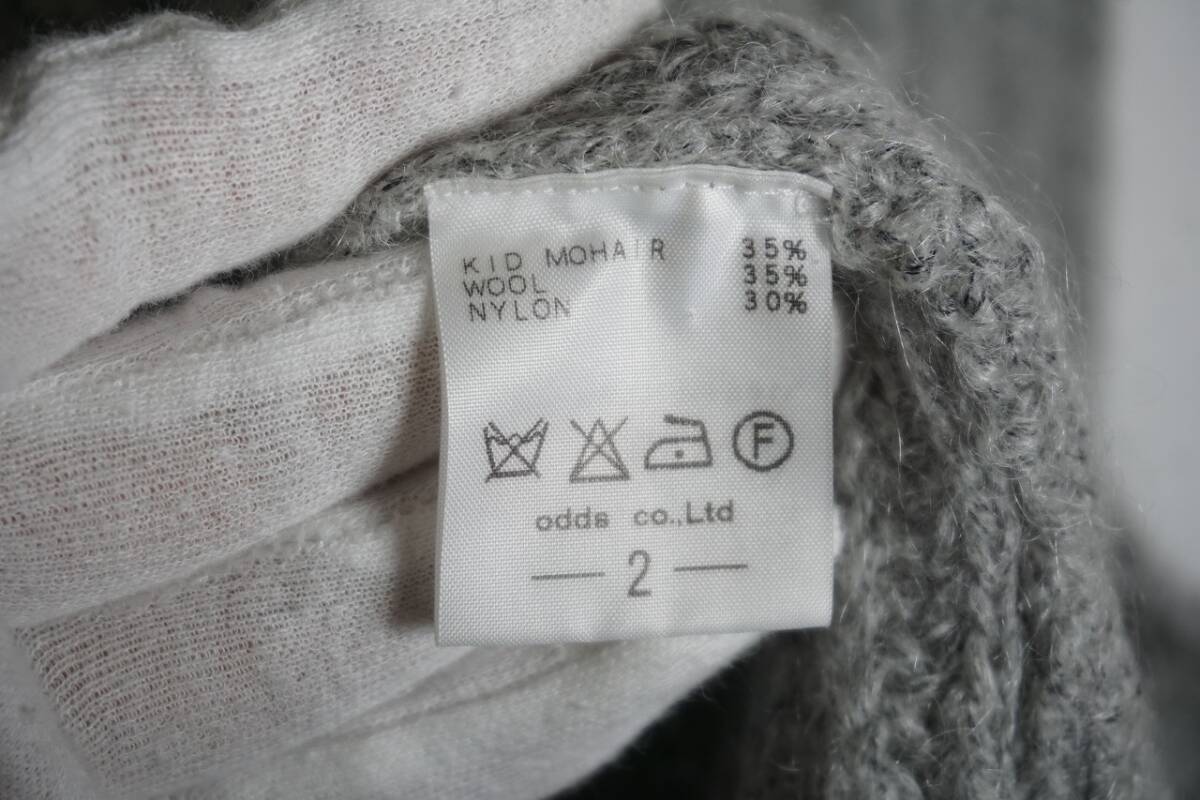 KID MOHAIR 35%
WOOL 35%
NYLON 30%
F
odds co.,Ltd
— 2 —